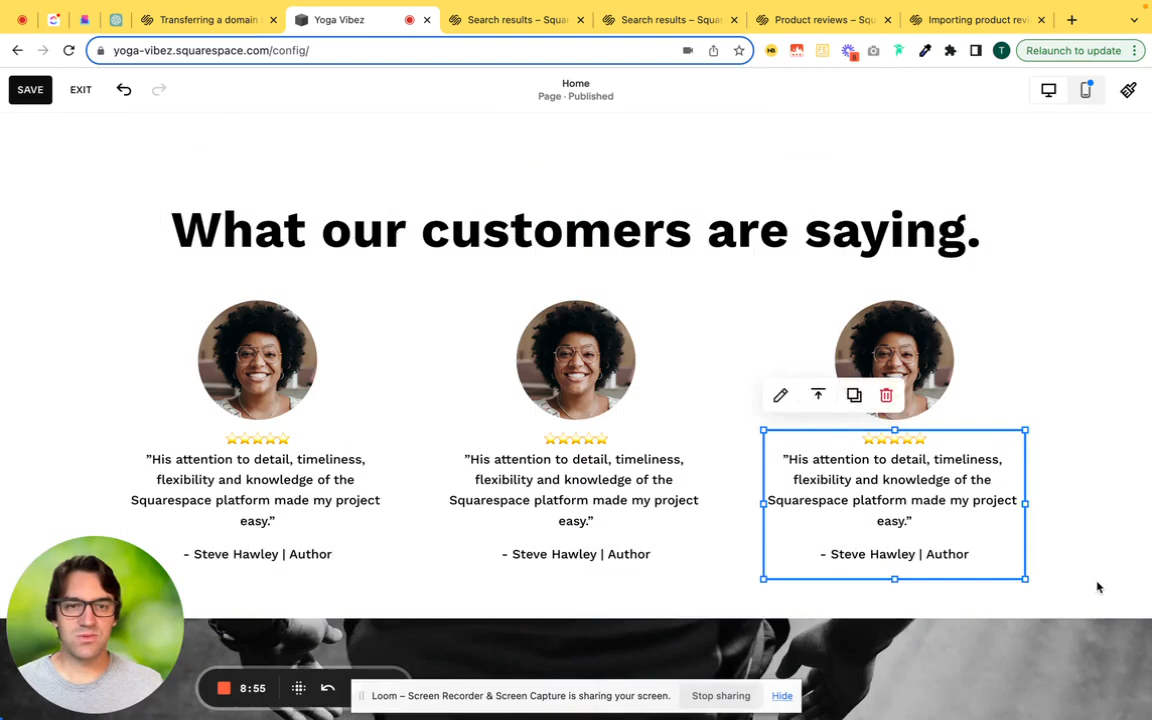 Transferring a domain
Yoga Vibez
Search results – Squar
Search results – Squar
Product reviews – Squ
Importing product revi
yoga-vibez.squarespace.com/config/
T
Relaunch to update
SAVE
EXIT
Home
Page · Published
What our customers are saying.
”His attention to detail, timeliness,
flexibility and knowledge of the
Squarespace platform made my project
easy.”
- Steve Hawley | Author
”His attention to detail, timeliness,
flexibility and knowledge of the
Squarespace platform made my project
easy.”
- Steve Hawley | Author
”His attention to detail, timeliness,
flexibility and knowledge of the
Squarespace platform made my project
easy.”
- Steve Hawley | Author
8:55
Loom – Screen Recorder & Screen Capture is sharing your screen.
Stop sharing
Hide